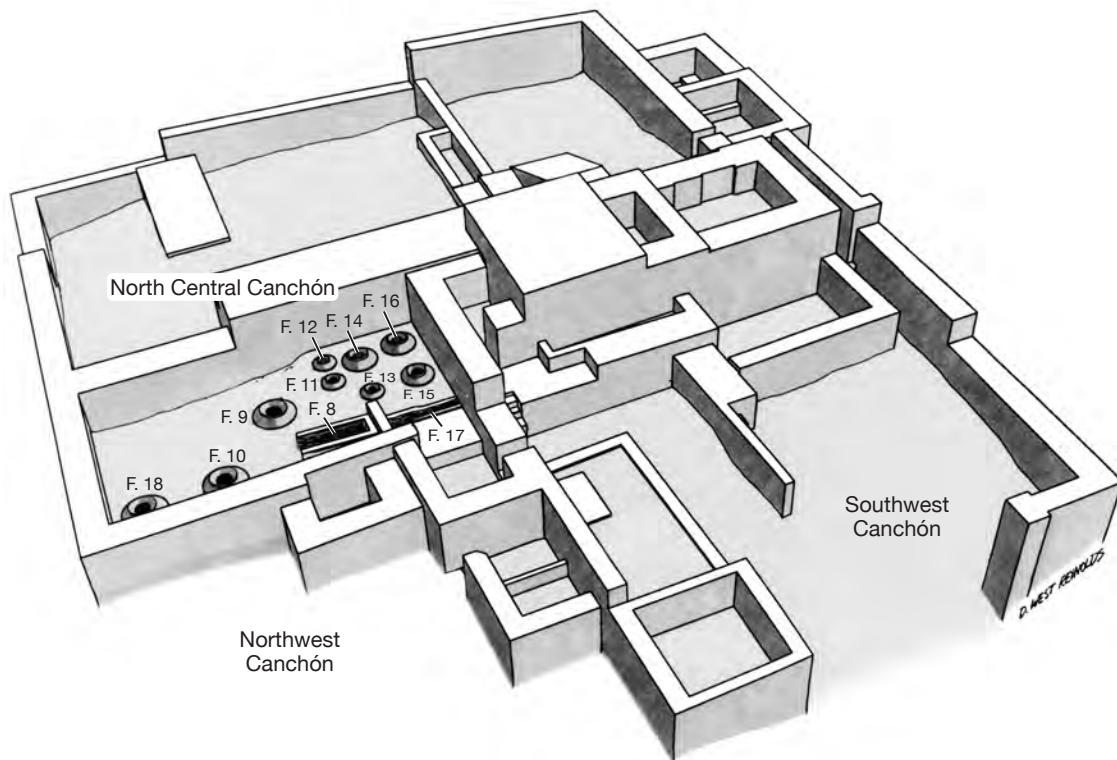 North Central Canchón
F. 16
F. 14
F. 12
F. 11
F. 13
F. 15
F. 9
F. 8
F. 17
F. 10
F. 18
Southwest
Canchón
D. WEST REYNOLDS
Northwest
Canchón